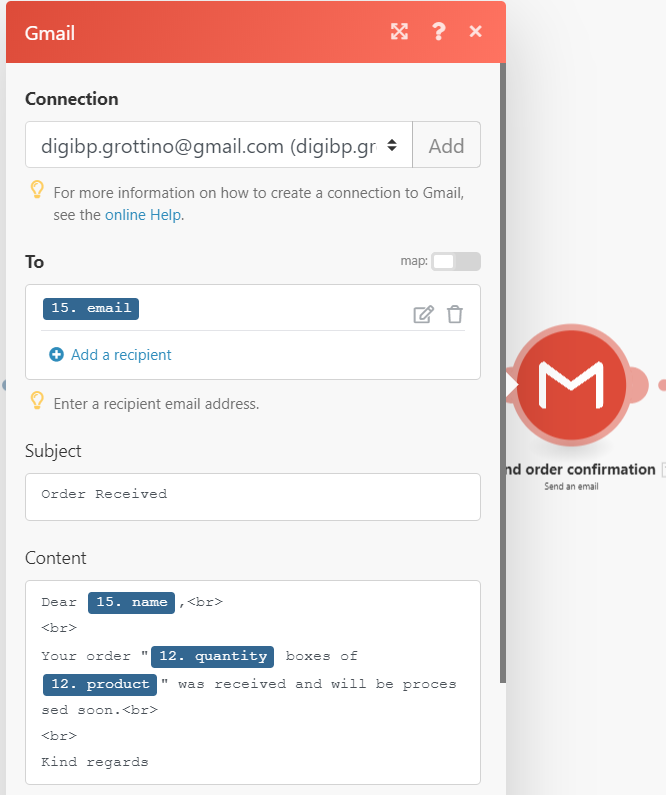 Gmail
?
Connection
digibp.grottino@gmail.com (digibp.gr
Add
For more information on how to create a connection to Gmail,
see the online Help.
To
map:
15. email
Add a recipient
Enter a recipient email address.
Subject
Order Received
Content
Dear 15. name ,<br>
<br>
Your order "12. quantity boxes of
12. product" was received and will be proces
sed soon.<br>
<br>
Kind regards
nd order confirmation
Send an email